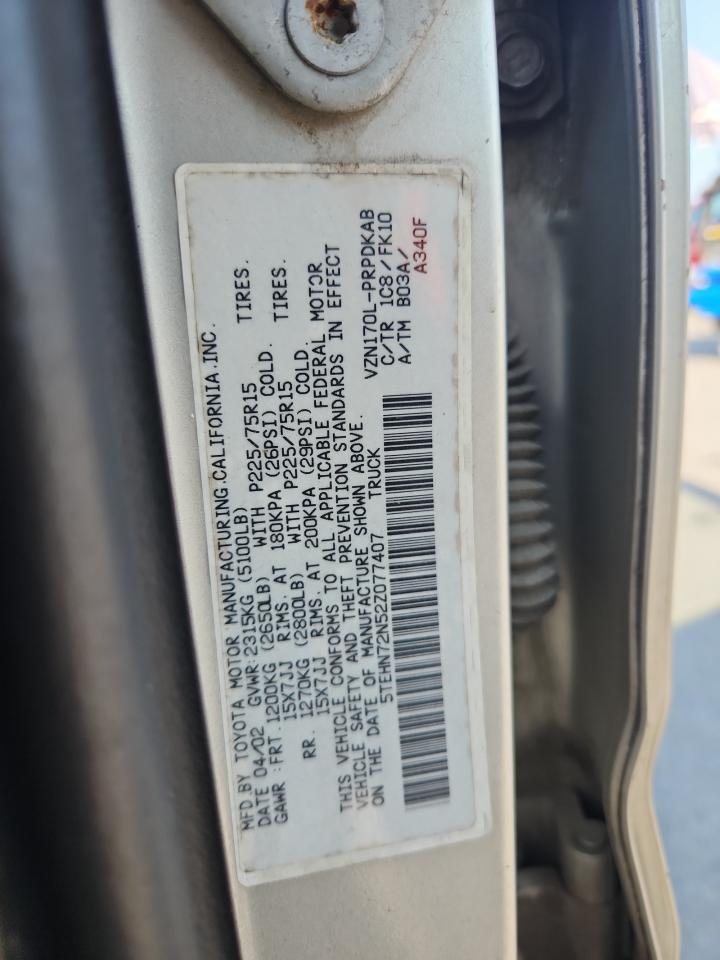 MFD.BY TOYOTA MOTOR MANUFACTURING.CALIFORNIA.INC.
DATE 04/02 GVWR:2315KG (5100LB)
GAWR :FRT.1200KG (2650LB) WITH P225/75R15 TIRES.
15X7JJ RIMS. AT 180KPA (26PSI) COLD.
RR. 1270KG (2800LB) WITH P225/75R15 TIRES.
15X7JJ RIMS. AT 200KPA (29PSI) COLD.
THIS VEHICLE CONFORMS TO ALL APPLICABLE FEDERAL MOTOR
VEHICLE SAFETY AND THEFT PREVENTION STANDARDS IN EFFECT
ON THE DATE OF MANUFACTURE SHOWN ABOVE.
5TEHN72N52Z077407 TRUCK
VZN170L-PRPDKAB
C/TR 1C8/FK10
A/TM B03A/
A340F